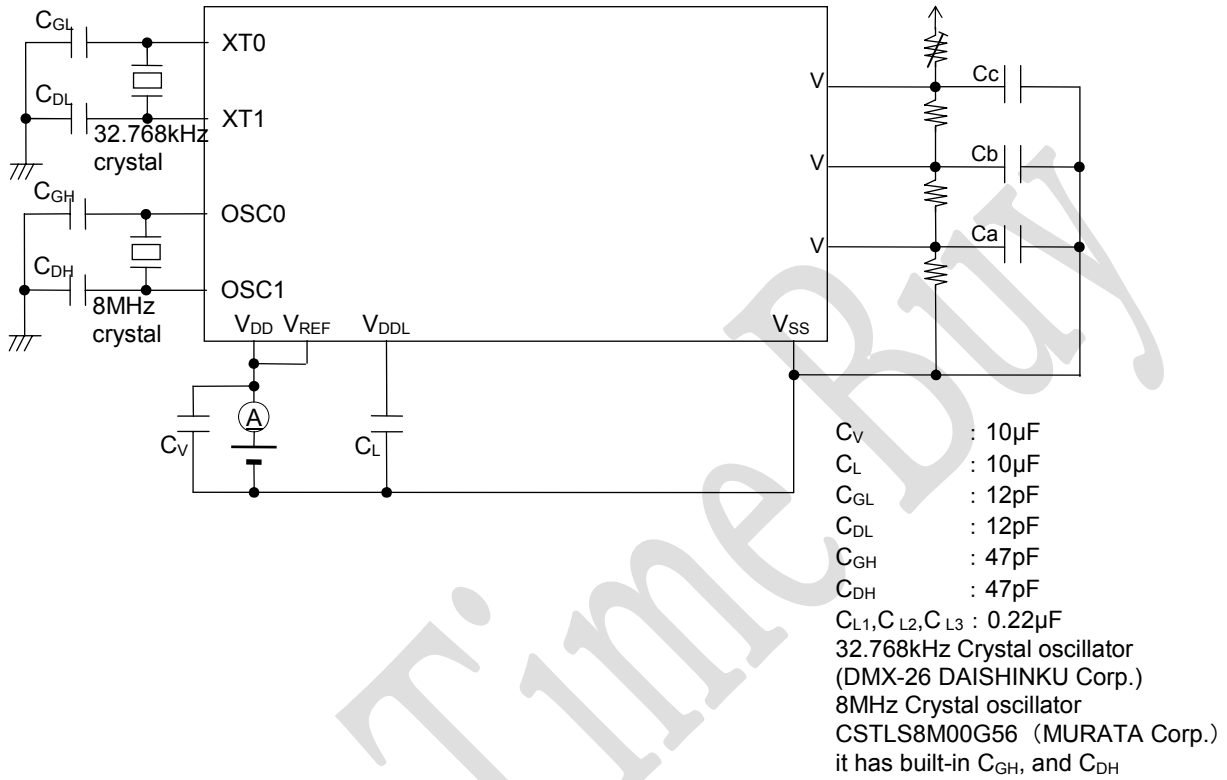 CGL
XT0
CDL
XT1
32.768kHz
crystal
CGH
OSC0
CDH
OSC1
8MHz
crystal
VDD VREF VDDL VSS
V
Cc
V
Cb
V
Ca
A
CV
CL
CV : 10µF
CL : 10µF
CGL : 12pF
CDL : 12pF
CGH : 47pF
CDH : 47pF
CL1,C L2,C L3 : 0.22µF
32.768kHz Crystal oscillator
(DMX-26 DAISHINKU Corp.)
8MHz Crystal oscillator
CSTLS8M00G56（MURATA Corp.）
it has built-in CGH, and CDH
Time Buy